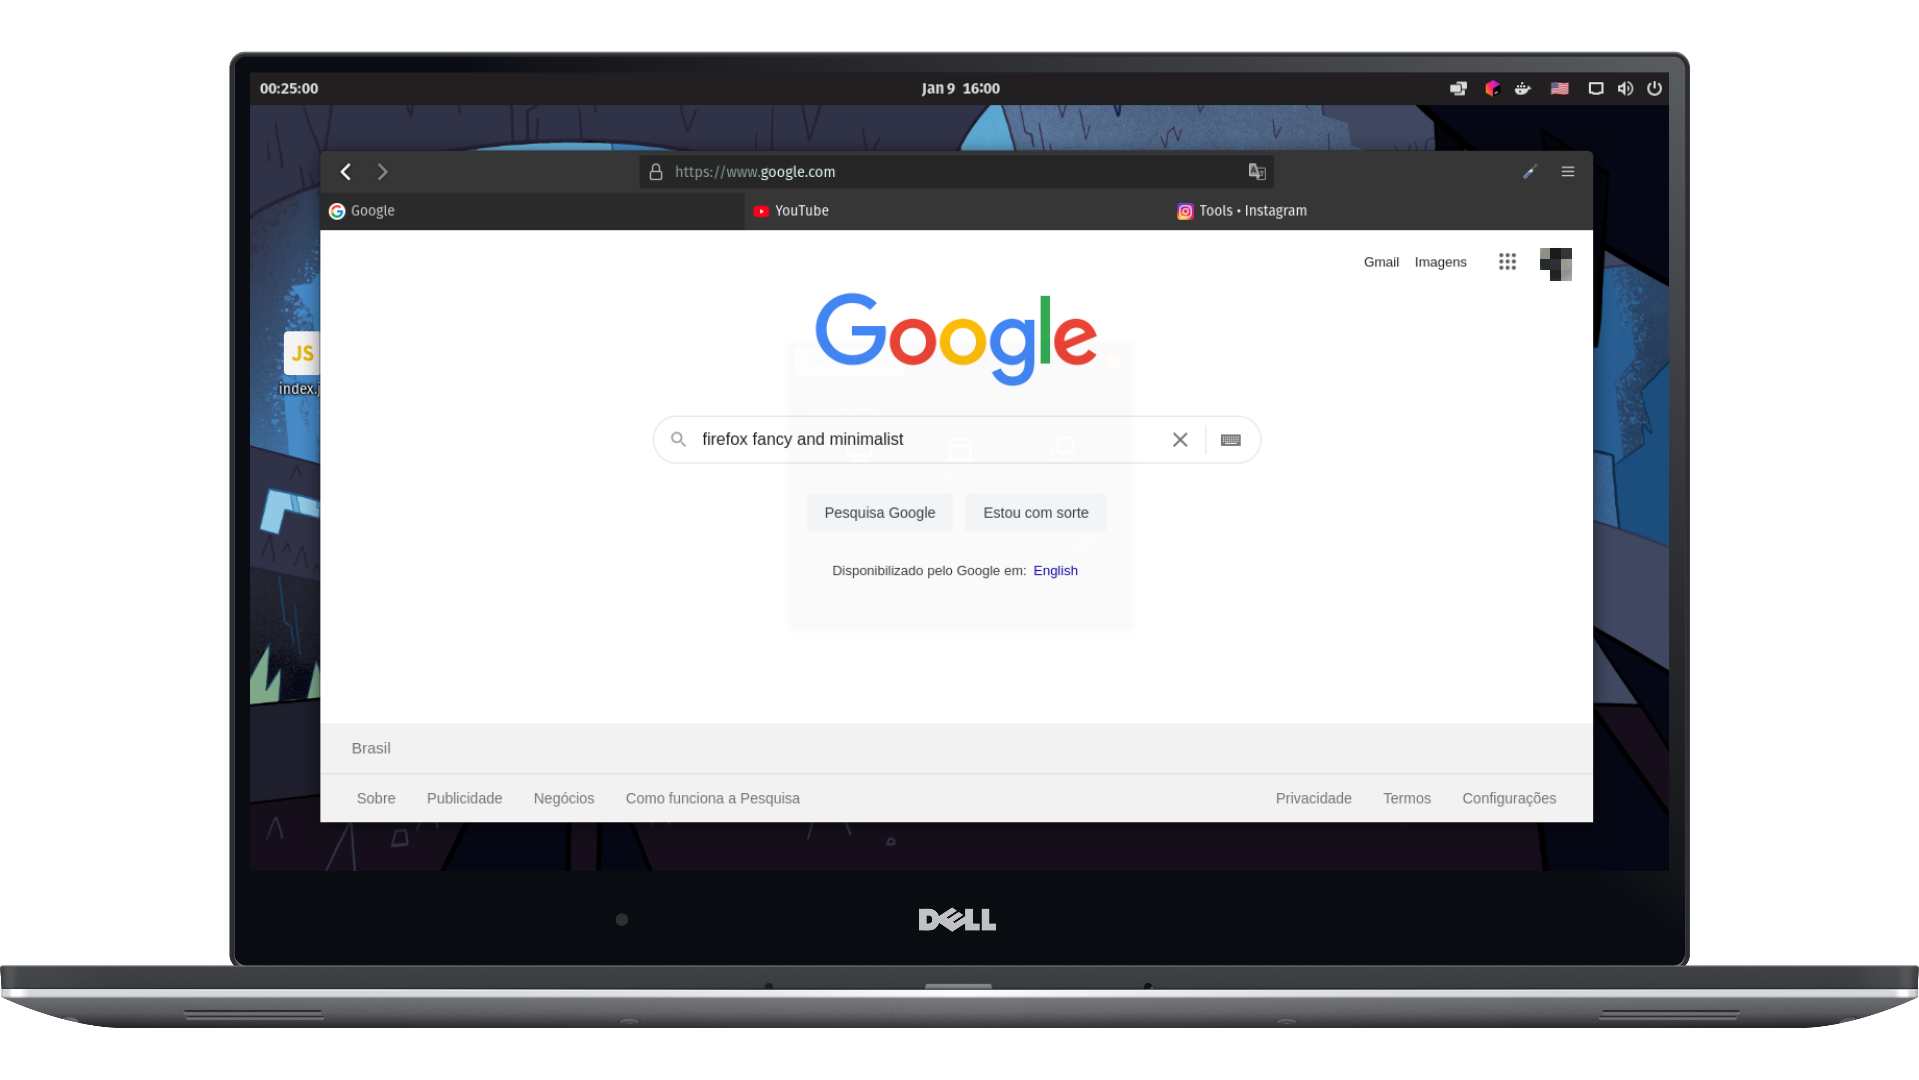 00:25:00 Jan 9 16:00
https://www.google.com
Google YouTube Tools • Instagram
Gmail Imagens
Google
JS
index.j
firefox fancy and minimalist
Pesquisa Google Estou com sorte
Disponibilizado pelo Google em: English
Brasil
Sobre Publicidade Negócios Como funciona a Pesquisa Privacidade Termos Configurações
DELL